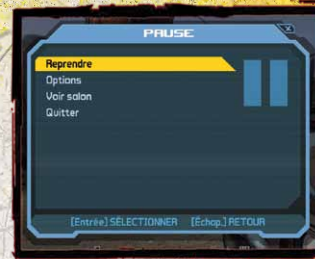 PAUSE
Reprendre
Options
Voir salon
Quitter
[Entrée] SÉLECTIONNER [Échap.] RETOUR